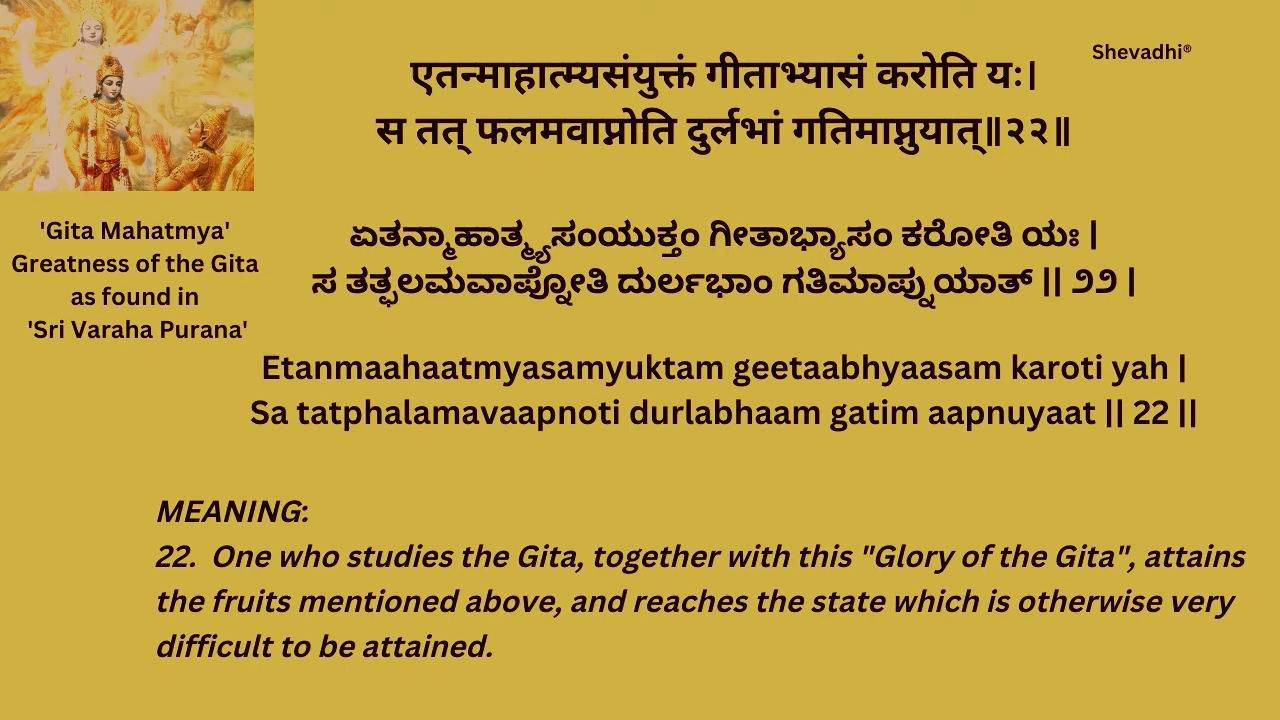 Shevadhi®
एतन्माहात्म्यसंयुक्तं गीताभ्यासं करोति यः।
स तत् फलमवाप्नोति दुर्लभां गतिमाप्नुयात्॥२२॥
'Gita Mahatmya'
Greatness of the Gita
as found in
'Sri Varaha Purana'
ಏತನ್ಮಾಹಾತ್ಮ್ಯಸಂಯುಕ್ತಂ ಗೀತಾಭ್ಯಾಸಂ ಕರೋತಿ ಯಃ |
ಸ ತತ್ಫಲಮವಾಪ್ನೋತಿ ದುರ್ಲಭಾಂ ಗತಿಮಾಪ್ನುಯಾತ್ || ೨೨ |
Etanmaahaatmyasamyuktam geetaabhyaasam karoti yah |
Sa tatphalamavaapnoti durlabhaam gatim aapnuyaat || 22 ||
MEANING:
22. One who studies the Gita, together with this "Glory of the Gita", attains
the fruits mentioned above, and reaches the state which is otherwise very
difficult to be attained.